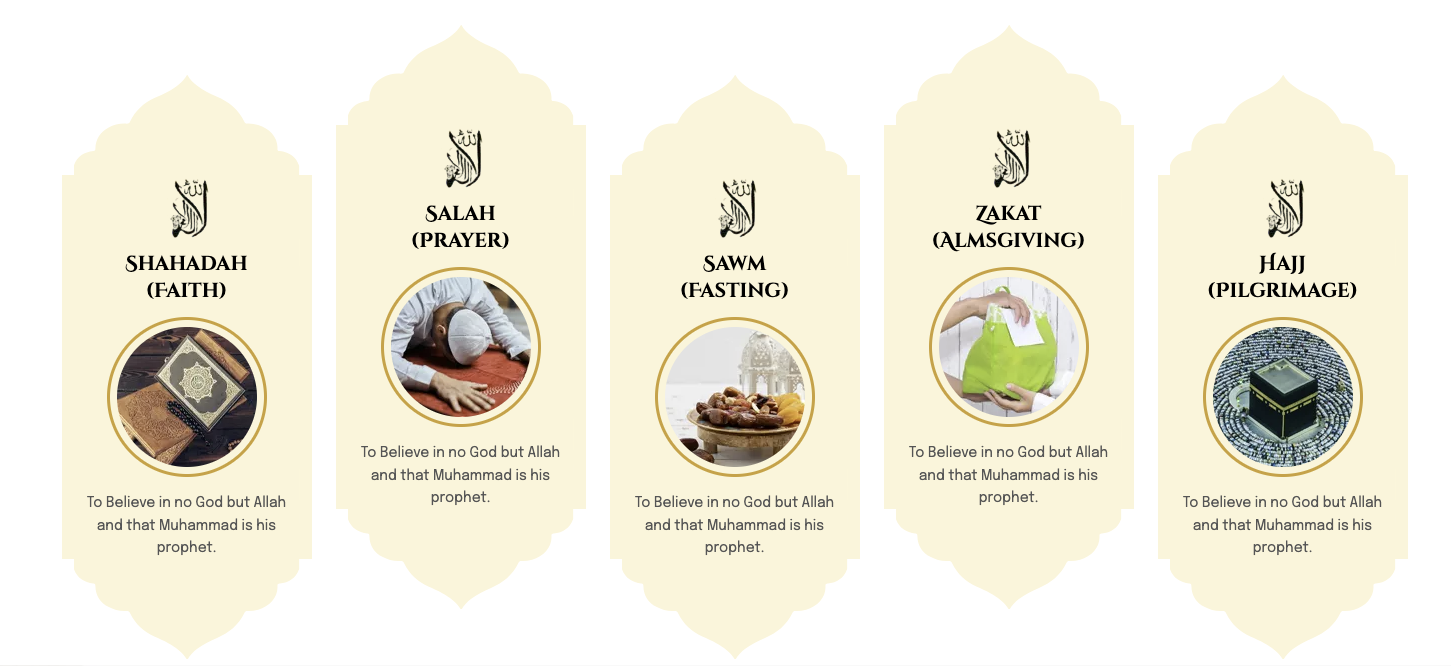 SHAHADAH
(FAITH)
To Believe in no God but Allah
and that Muhammad is his
prophet.
SALAH
(PRAYER)
To Believe in no God but Allah
and that Muhammad is his
prophet.
SAWM
(FASTING)
To Believe in no God but Allah
and that Muhammad is his
prophet.
ZAKAT
(ALMSGIVING)
To Believe in no God but Allah
and that Muhammad is his
prophet.
HAJJ
(PILGRIMAGE)
To Believe in no God but Allah
and that Muhammad is his
prophet.